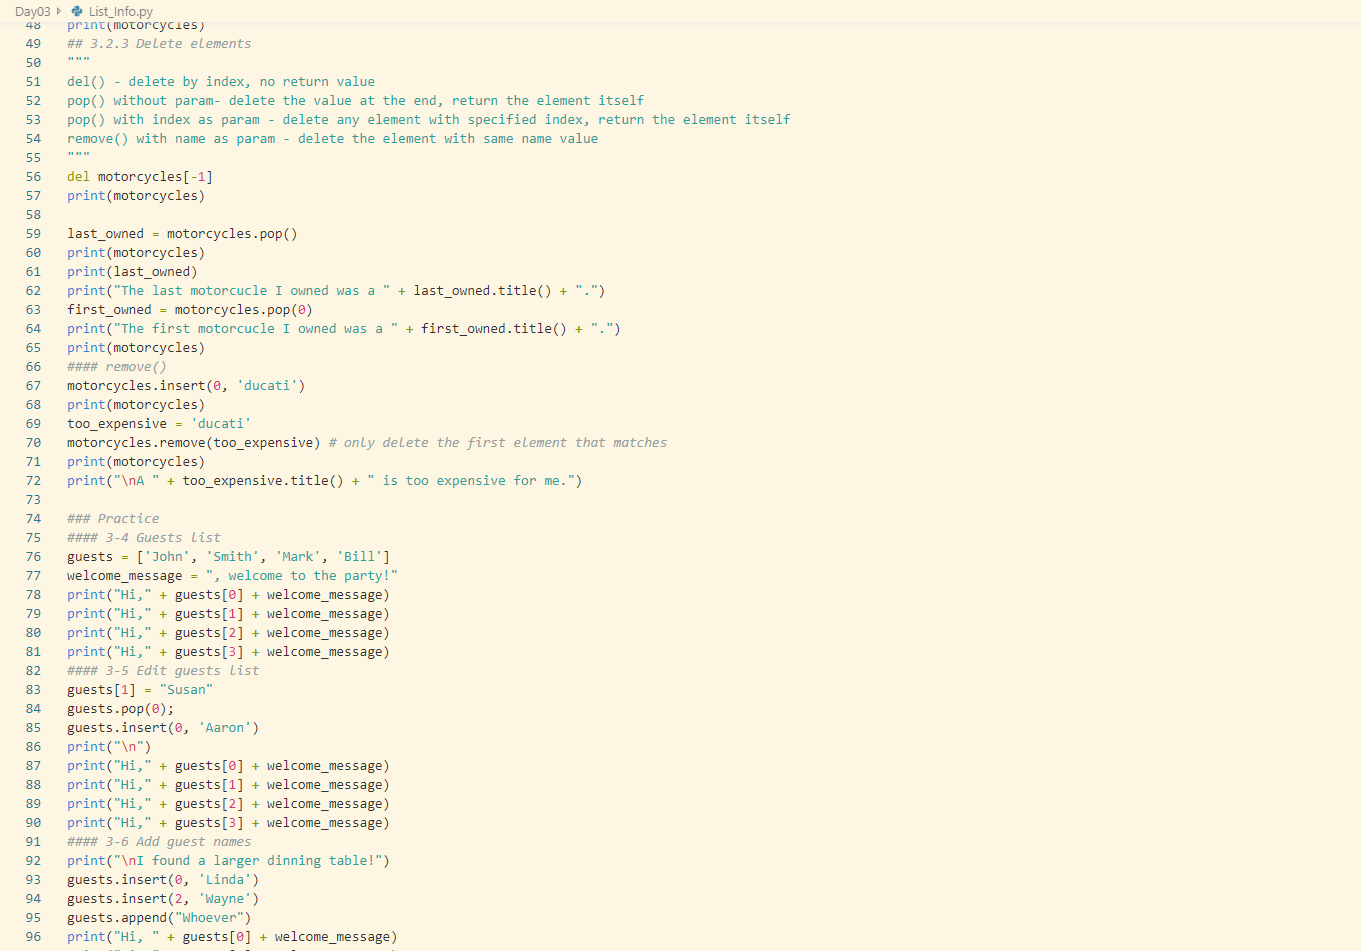 Day03 List_Info.py
48 print(motorcycles)
49 ## 3.2.3 Delete elements
50 """
51 del() - delete by index, no return value
52 pop() without param- delete the value at the end, return the element itself
53 pop() with index as param - delete any element with specified index, return the element itself
54 remove() with name as param - delete the element with same name value
55 """
56 del motorcycles[-1]
57 print(motorcycles)
58
59 last_owned = motorcycles.pop()
60 print(motorcycles)
61 print(last_owned)
62 print("The last motorcucle I owned was a " + last_owned.title() + ".")
63 first_owned = motorcycles.pop(0)
64 print("The first motorcucle I owned was a " + first_owned.title() + ".")
65 print(motorcycles)
66 #### remove()
67 motorcycles.insert(0, 'ducati')
68 print(motorcycles)
69 too_expensive = 'ducati'
70 motorcycles.remove(too_expensive) # only delete the first element that matches
71 print(motorcycles)
72 print("\nA " + too_expensive.title() + " is too expensive for me.")
73
74 ### Practice
75 #### 3-4 Guests list
76 guests = ['John', 'Smith', 'Mark', 'Bill']
77 welcome_message = ", welcome to the party!"
78 print("Hi," + guests[0] + welcome_message)
79 print("Hi," + guests[1] + welcome_message)
80 print("Hi," + guests[2] + welcome_message)
81 print("Hi," + guests[3] + welcome_message)
82 #### 3-5 Edit guests list
83 guests[1] = "Susan"
84 guests.pop(0);
85 guests.insert(0, 'Aaron')
86 print("\n")
87 print("Hi," + guests[0] + welcome_message)
88 print("Hi," + guests[1] + welcome_message)
89 print("Hi," + guests[2] + welcome_message)
90 print("Hi," + guests[3] + welcome_message)
91 #### 3-6 Add guest names
92 print("\nI found a larger dinning table!")
93 guests.insert(0, 'Linda')
94 guests.insert(2, 'Wayne')
95 guests.append("Whoever")
96 print("Hi, " + guests[0] + welcome_message)